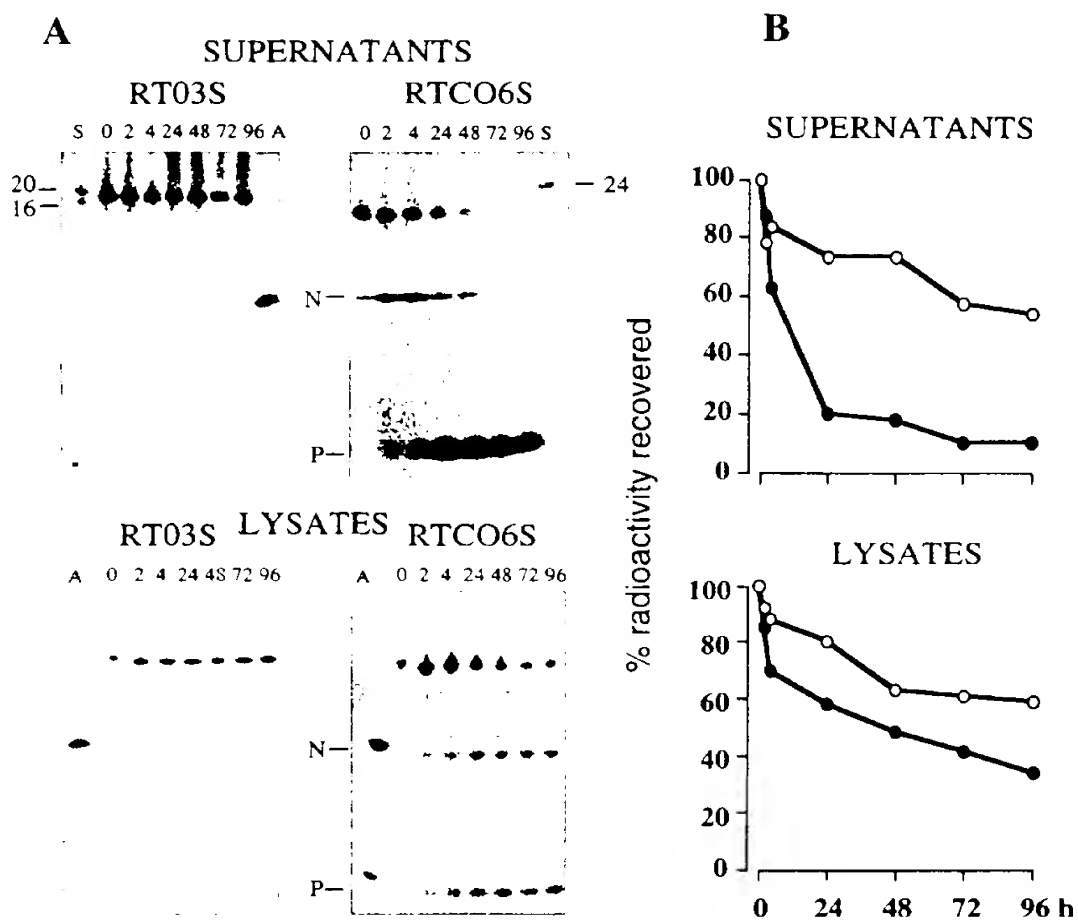 A
SUPERNATANTS
RT03S
RTCO6S
S 0 2 4 24 48 72 96 A
0 2 4 24 48 72 96 S
20
16
24
N
P
LYSATES
RT03S
RTCO6S
A 0 2 4 24 48 72 96
A 0 2 4 24 48 72 96
N
P
B
% radioactivity recovered
SUPERNATANTS
100
80
60
40
20
0
LYSATES
100
80
60
40
20
0
0 24 48 72 96 h